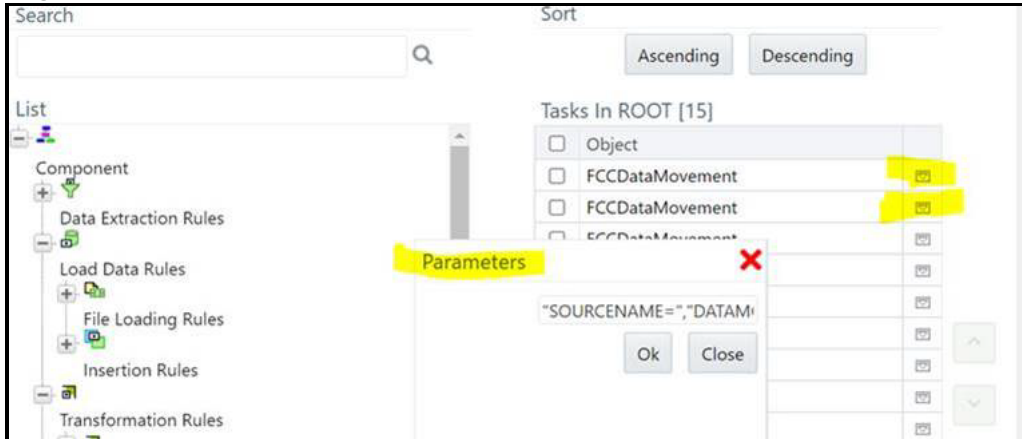 Search
Sort
Ascending
Descending
List
Tasks In ROOT [15]
Object
Component
FCCDataMovement
Data Extraction Rules
FCCDataMovement
FCCDataMovement
Load Data Rules
Parameters
File Loading Rules
"SOURCENAME=","DATAM
Ok
Close
Insertion Rules
Transformation Rules